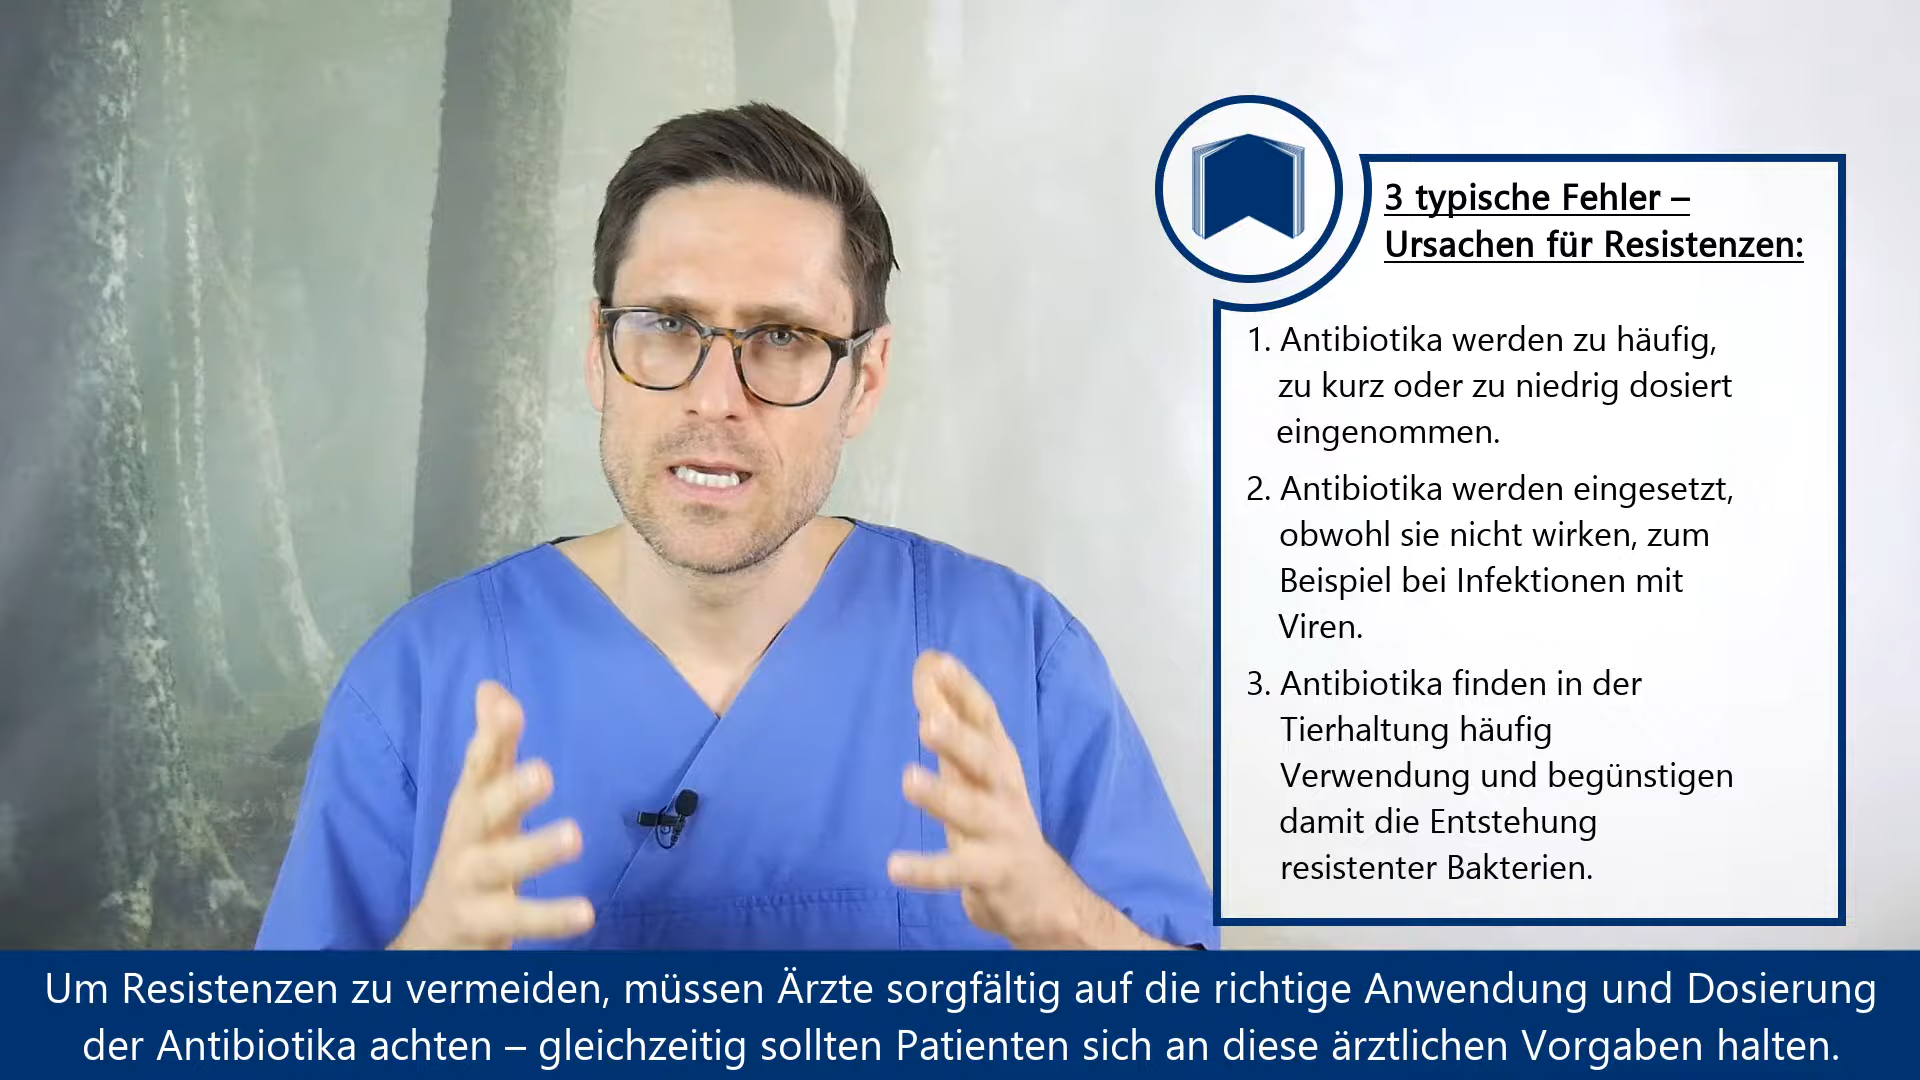 3 typische Fehler –
Ursachen für Resistenzen:
1. Antibiotika werden zu häufig,
zu kurz oder zu niedrig dosiert
eingenommen.
2. Antibiotika werden eingesetzt,
obwohl sie nicht wirken, zum
Beispiel bei Infektionen mit
Viren.
3. Antibiotika finden in der
Tierhaltung häufig
Verwendung und begünstigen
damit die Entstehung
resistenter Bakterien.
Um Resistenzen zu vermeiden, müssen Ärzte sorgfältig auf die richtige Anwendung und Dosierung
der Antibiotika achten – gleichzeitig sollten Patienten sich an diese ärztlichen Vorgaben halten.